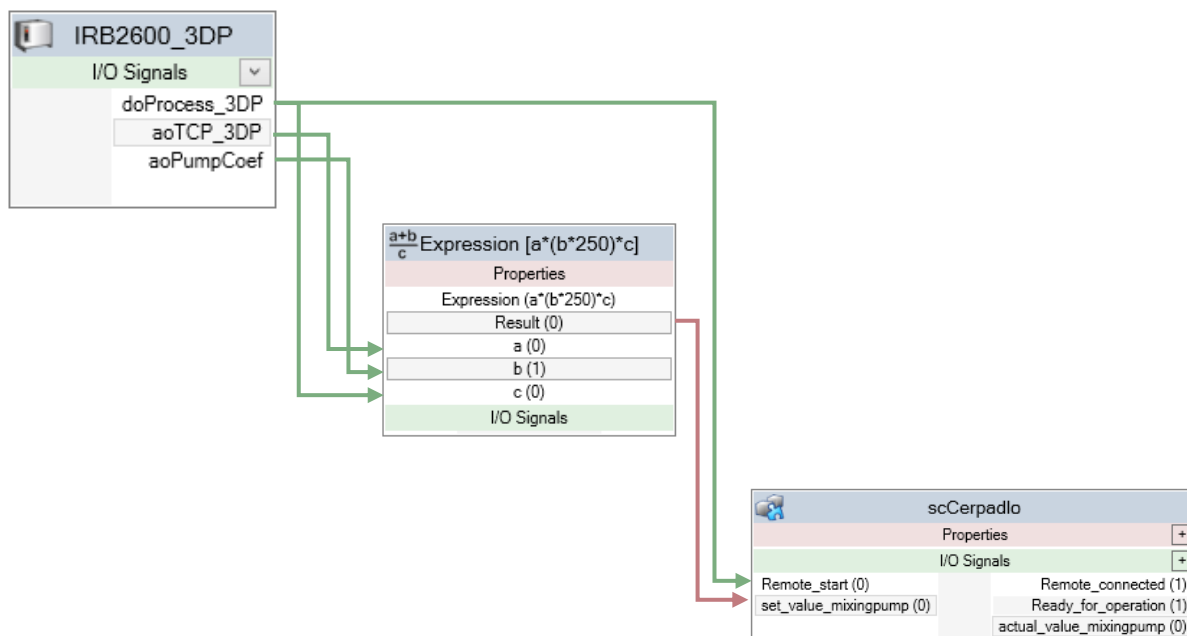 IRB2600_3DP
I/O Signals
doProcess_3DP
aoTCP_3DP
aoPumpCoef
a+b
c
Expression [a*(b*250)*c]
Properties
Expression (a*(b*250)*c)
Result (0)
a (0)
b (1)
c (0)
I/O Signals
scCerpadlo
Properties +
I/O Signals +
Remote_start (0) Remote_connected (1)
set_value_mixingpump (0) Ready_for_operation (1)
actual_value_mixingpump (0)